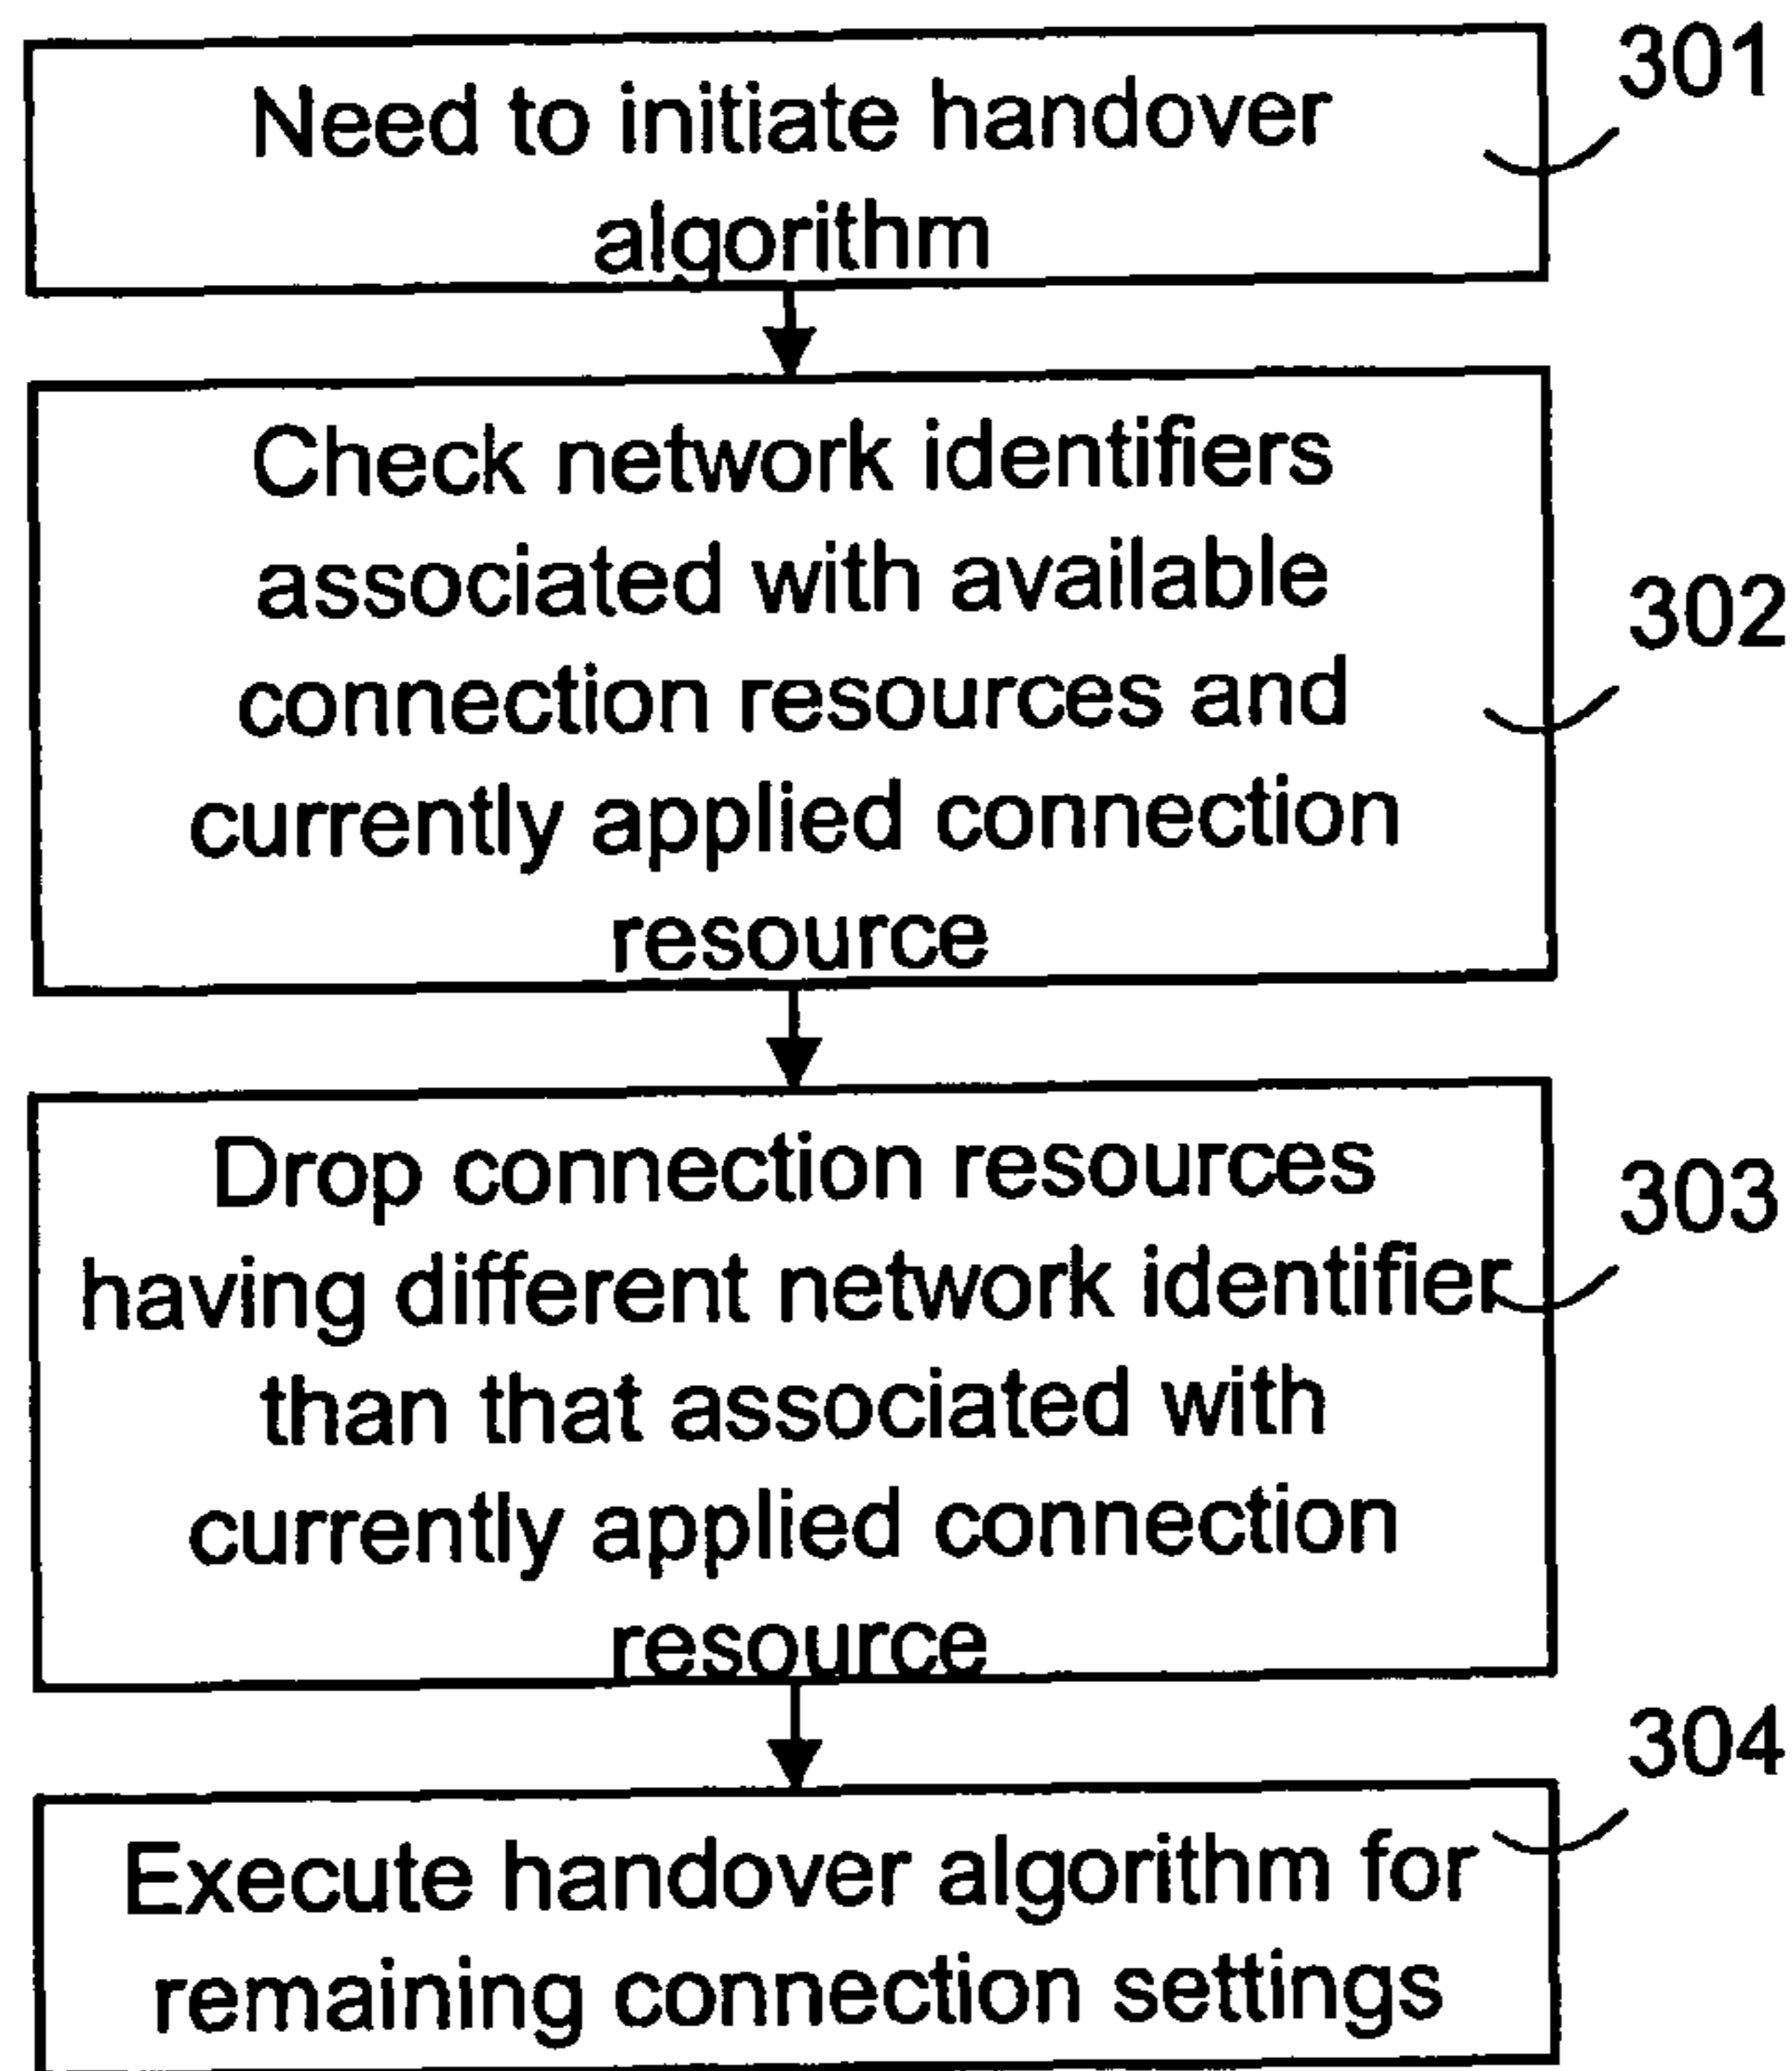 301
Need to initiate handover
algorithm
302
Check network identifiers
associated with available
connection resources and
currently applied connection
resource
303
Drop connection resources
having different network identifier
than that associated with
currently applied connection
resource
304
Execute handover algorithm for
remaining connection settings